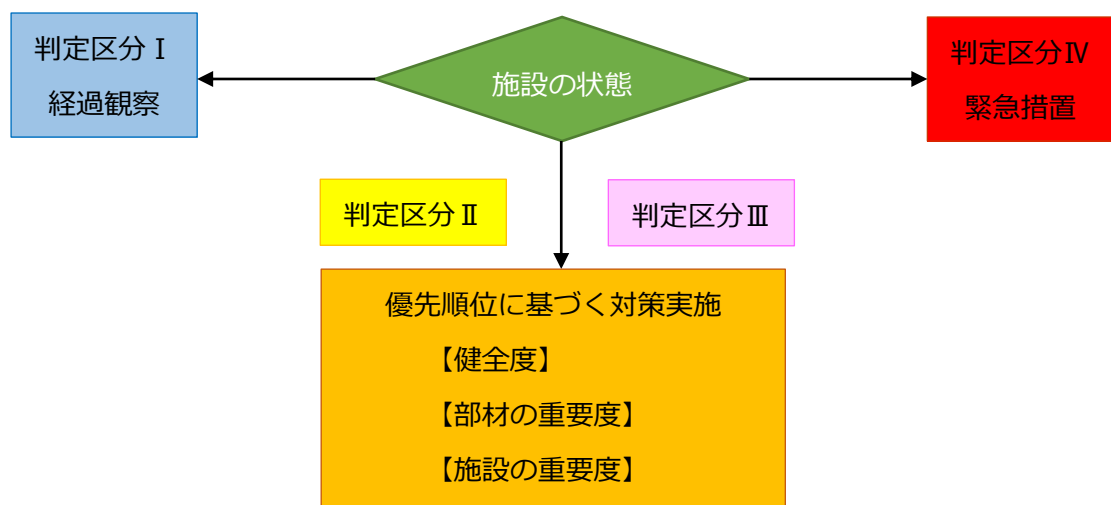 判定区分Ⅰ
経過観察
施設の状態
判定区分Ⅳ
緊急措置
判定区分Ⅱ
判定区分Ⅲ
優先順位に基づく対策実施
【健全度】
【部材の重要度】
【施設の重要度】